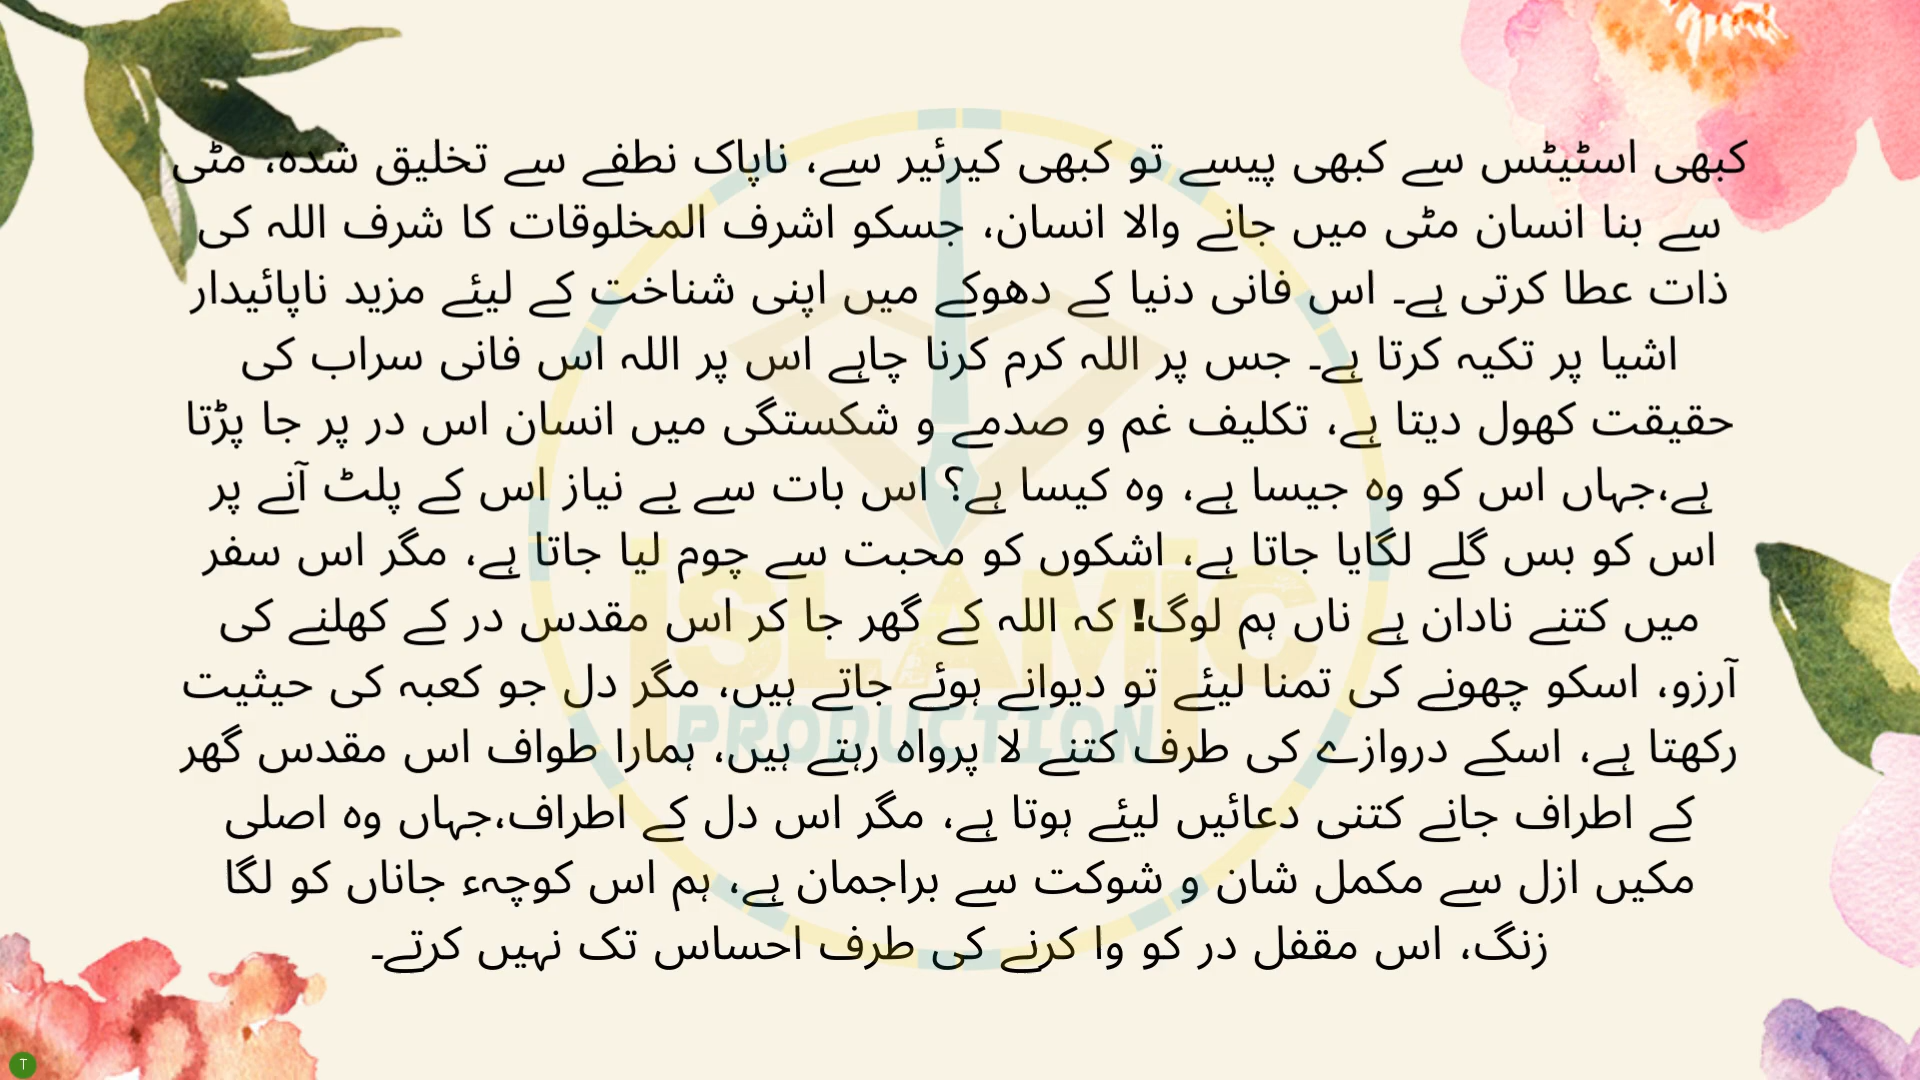 کبھی اسٹیٹس سے کبھی پیسے تو کبھی کیرئیر سے، ناپاک نطفے سے تخلیق شدہ، مٹی
سے بنا انسان مٹی میں جانے والا انسان، جسکو اشرف المخلوقات کا شرف اللہ کی
ذات عطا کرتی ہے۔ اس فانی دنیا کے دھوکے میں اپنی شناخت کے لیئے مزید ناپائیدار
اشیا پر تکیہ کرتا ہے۔ جس پر اللہ کرم کرنا چاہے اس پر اللہ اس فانی سراب کی
حقیقت کھول دیتا ہے، تکلیف غم و صدمے و شکستگی میں انسان اس در پر جا پڑتا
ہے،جہاں اس کو وہ جیسا ہے، وہ کیسا ہے؟ اس بات سے بے نیاز اس کے پلٹ آنے پر
اس کو بس گلے لگایا جاتا ہے، اشکوں کو محبت سے چوم لیا جاتا ہے، مگر اس سفر
میں کتنے نادان ہے ناں ہم لوگ! کہ اللہ کے گھر جا کر اس مقدس در کے کھلنے کی
آرزو، اسکو چھونے کی تمنا لیئے تو دیوانے ہوئے جاتے ہیں، مگر دل جو کعبہ کی حیثیت
رکھتا ہے، اسکے دروازے کی طرف کتنے لا پرواہ رہتے ہیں، ہمارا طواف اس مقدس گھر
کے اطراف جانے کتنی دعائیں لیئے ہوتا ہے، مگر اس دل کے اطراف،جہاں وہ اصلی
مکیں ازل سے مکمل شان و شوکت سے براجمان ہے، ہم اس کوچہء جاناں کو لگا
زنگ، اس مقفل در کو وا کرنے کی طرف احساس تک نہیں کرتے۔
ISLAMIC
PRODUCTION
T